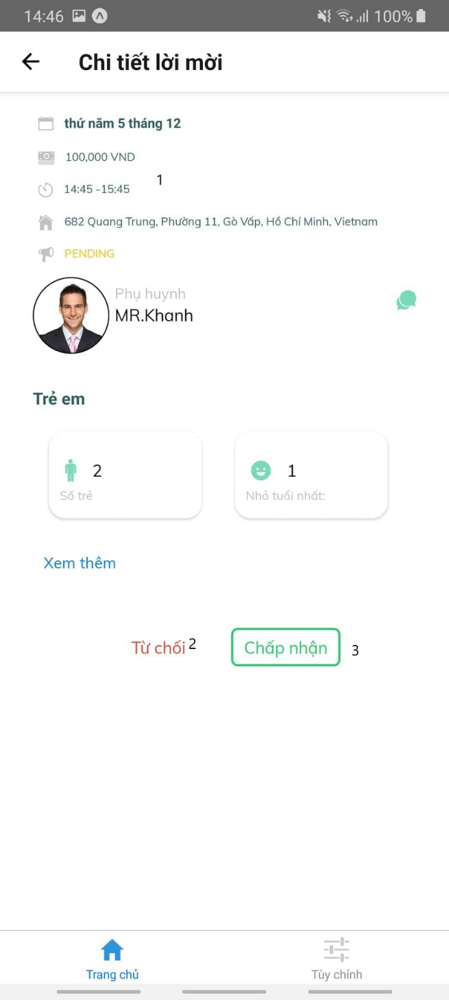 14:46 100%
Chi tiết lời mời
thứ năm 5 tháng 12
100,000 VND
1
14:45 -15:45
682 Quang Trung, Phường 11, Gò Vấp, Hồ Chí Minh, Vietnam
PENDING
Phụ huynh
MR.Khanh
Trẻ em
2 1
Số trẻ Nhỏ tuổi nhất:
Xem thêm
Từ chối 2 Chấp nhận 3
Trang chủ Tùy chỉnh